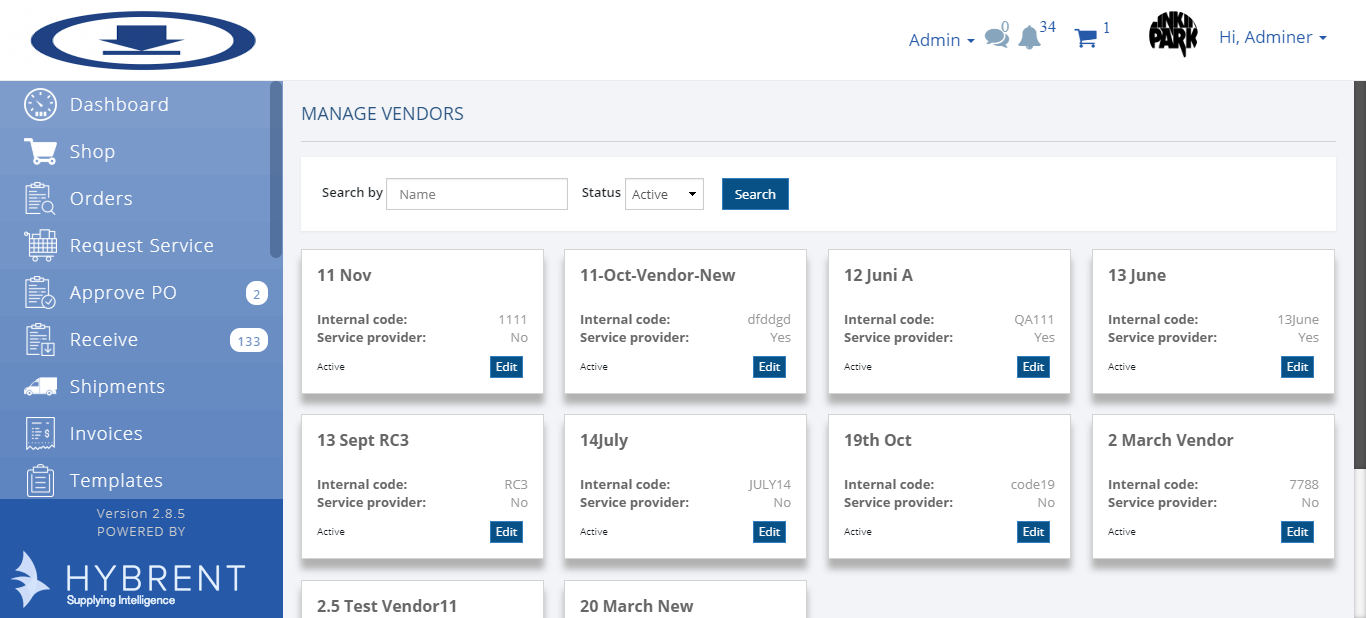 Admin
0
34
1
INKIN
PARK
Hi, Adminer
Dashboard
Shop
Orders
Request Service
Approve PO 2
Receive 133
Shipments
Invoices
Templates
Version 2.8.5
POWERED BY
HYBRENT
Supplying Intelligence
MANAGE VENDORS
Search by Name Status Active Search
11 Nov
Internal code: 1111
Service provider: No
Active Edit
11-Oct-Vendor-New
Internal code: dfddgd
Service provider: Yes
Active Edit
12 Juni A
Internal code: QA111
Service provider: Yes
Active Edit
13 June
Internal code: 13June
Service provider: Yes
Active Edit
13 Sept RC3
Internal code: RC3
Service provider: No
Active Edit
14July
Internal code: JULY14
Service provider: No
Active Edit
19th Oct
Internal code: code19
Service provider: No
Active Edit
2 March Vendor
Internal code: 7788
Service provider: No
Active Edit
2.5 Test Vendor11
20 March New